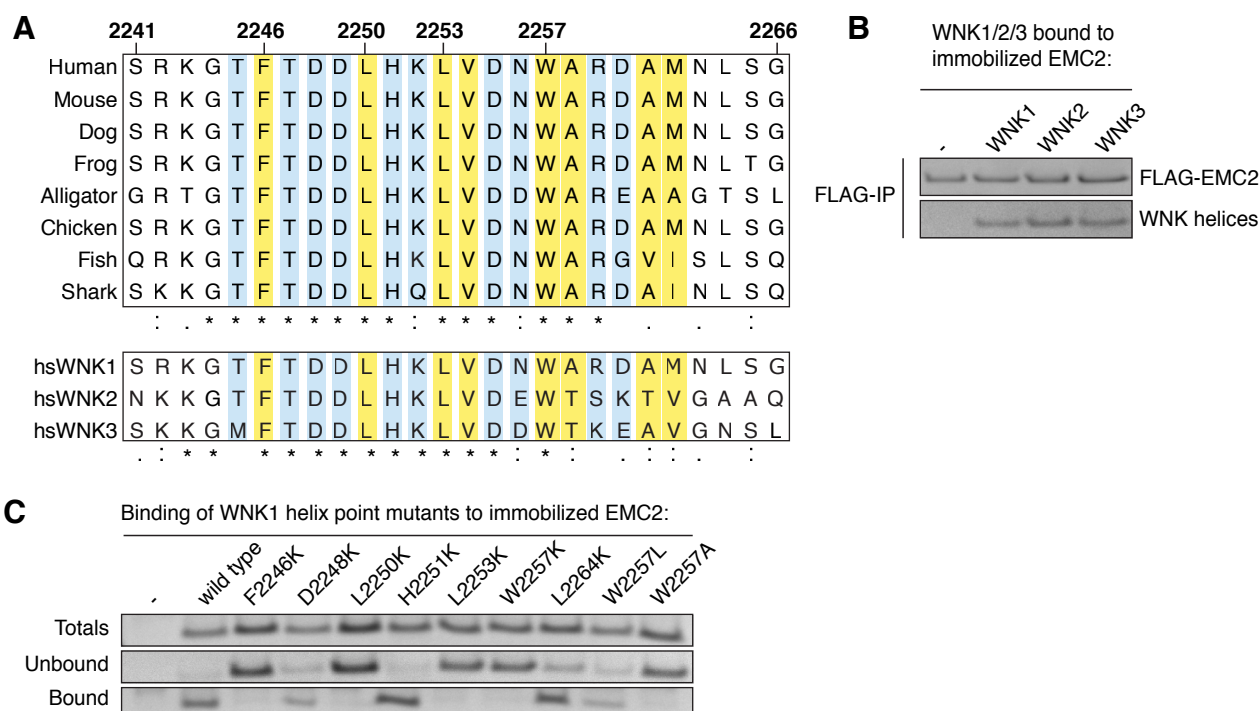 A
2241 2246 2250 2253 2257 2266
Human S R K G T F T D D L H K L V D N W A R D A M N L S G
Mouse S R K G T F T D D L H K L V D N W A R D A M N L S G
Dog S R K G T F T D D L H K L V D N W A R D A M N L S G
Frog S R K G T F T D D L H K L V D N W A R D A M N L T G
Alligator G R T G T F T D D L H K L V D D W A R E A A G T S L
Chicken S R K G T F T D D L H K L V D N W A R D A M N L S G
Fish Q R K G T F T D D L H K L V D N W A R G V I S L S Q
Shark S K K G T F T D D L H Q L V D N W A R D A I N L S Q
: . * * * * * * * * : * * * : * * * . . :
hsWNK1 S R K G T F T D D L H K L V D N W A R D A M N L S G
hsWNK2 N K K G T F T D D L H K L V D E W T S K T V G A A Q
hsWNK3 S K K G M F T D D L H K L V D D W T K E A V G N S L
. : * * * * * * * * * * * * : * : . : : . :
B
WNK1/2/3 bound to
immobilized EMC2:
- WNK1 WNK2 WNK3
FLAG-IP
FLAG-EMC2
WNK helices
C
Binding of WNK1 helix point mutants to immobilized EMC2:
- wild type F2246K D2248K L2250K H2251K L2253K W2257K L2264K W2257L W2257A
Totals
Unbound
Bound